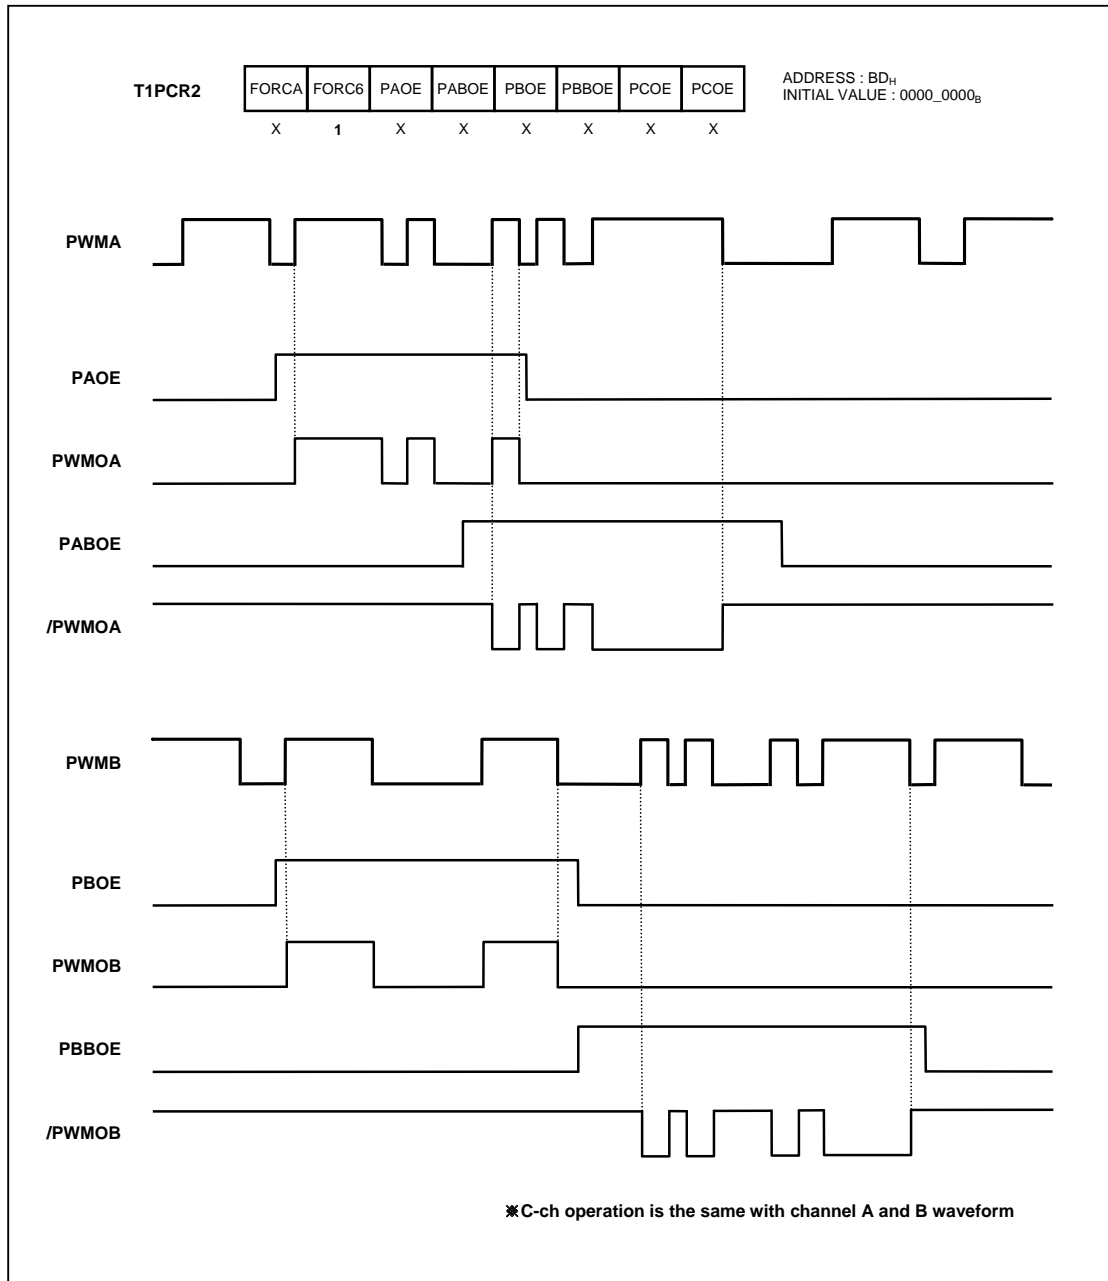 T1PCR2 FORCA FORC6 PAOE PABOE PBOE PBBOE PCOE PCOE
ADDRESS : BDH
INITIAL VALUE : 0000_0000B
X 1 X X X X X X
PWMA
PAOE
PWMOA
PABOE
/PWMOA
PWMB
PBOE
PWMOB
PBBOE
/PWMOB
※C-ch operation is the same with channel A and B waveform